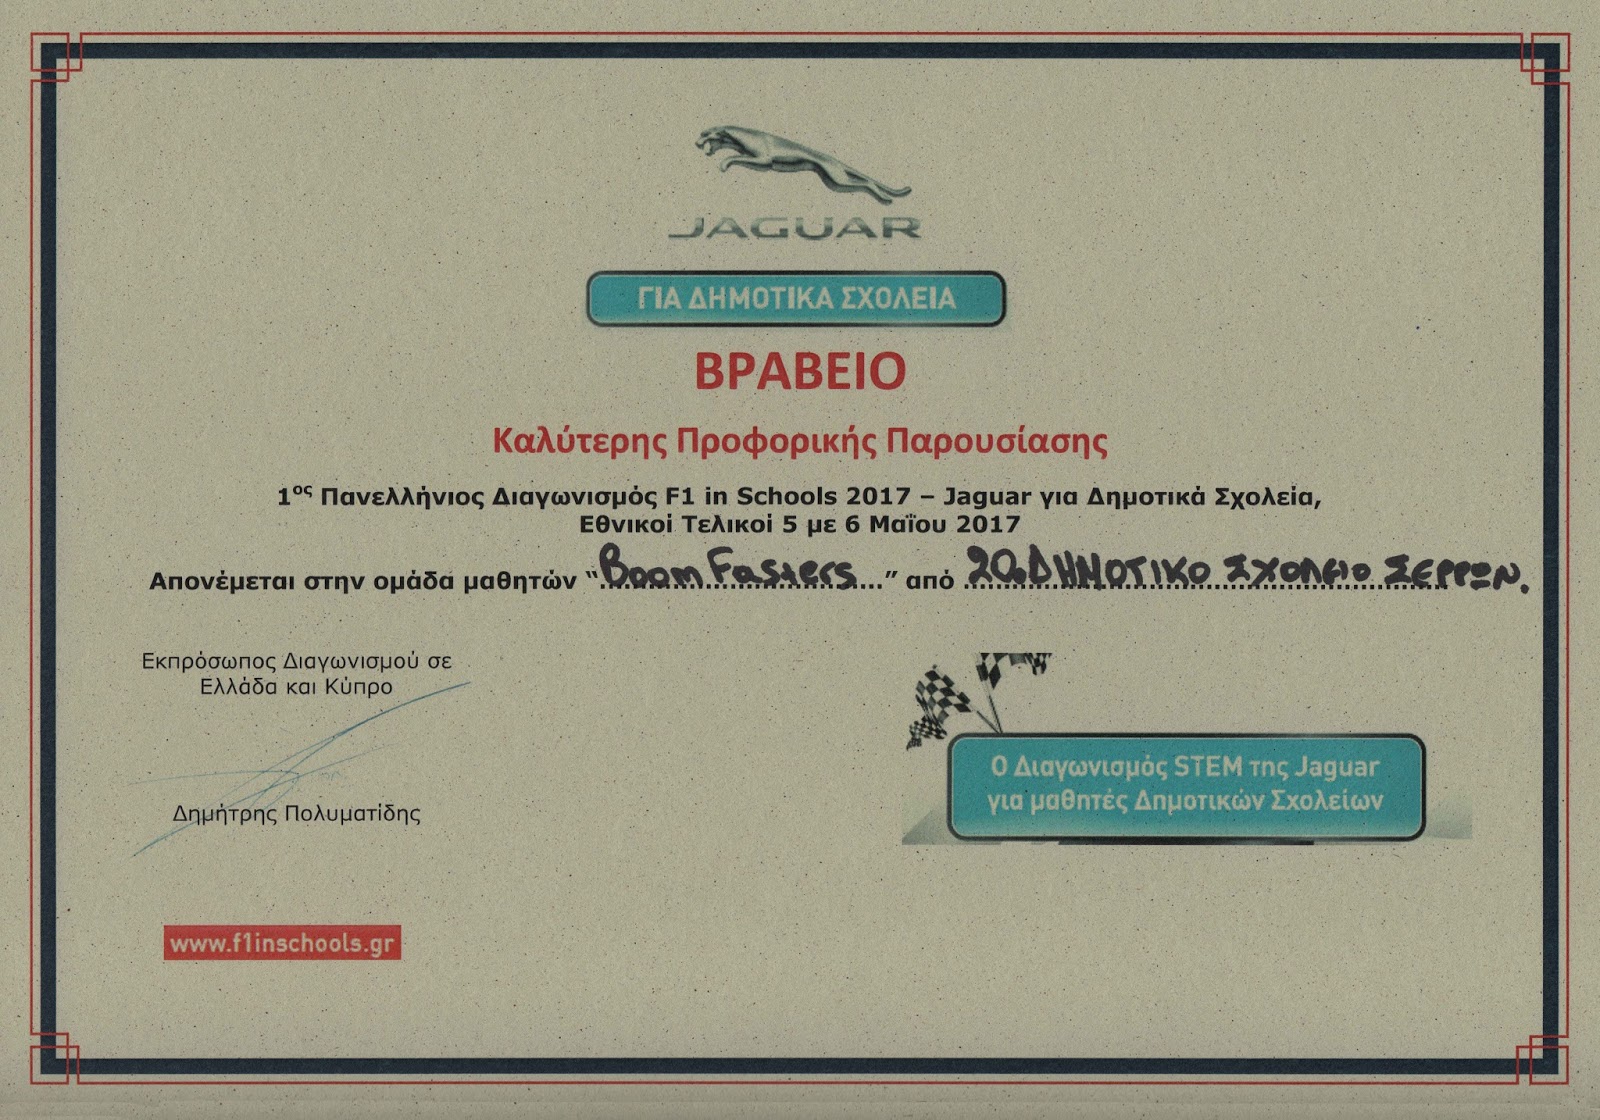 JAGUAR
ΓΙΑ ΔΗΜΟΤΙΚΑ ΣΧΟΛΕΙΑ
ΒΡΑΒΕΙΟ
Καλύτερης Προφορικής Παρουσίασης
1ος Πανελλήνιος Διαγωνισμός F1 in Schools 2017 – Jaguar για Δημοτικά Σχολεία,
Εθνικοί Τελικοί 5 με 6 Μαΐου 2017
Απονέμεται στην ομάδα μαθητών “Boom Fasters...” από 20 ΔΗΜΟΤΙΚΟ ΣΧΟΛΕΙΟ ΣΕΡΡΩΝ.
Εκπρόσωπος Διαγωνισμού σε
Ελλάδα και Κύπρο
Δημήτρης Πολυματίδης
Ο Διαγωνισμός STEM της Jaguar
για μαθητές Δημοτικών Σχολείων
www.f1inschools.gr